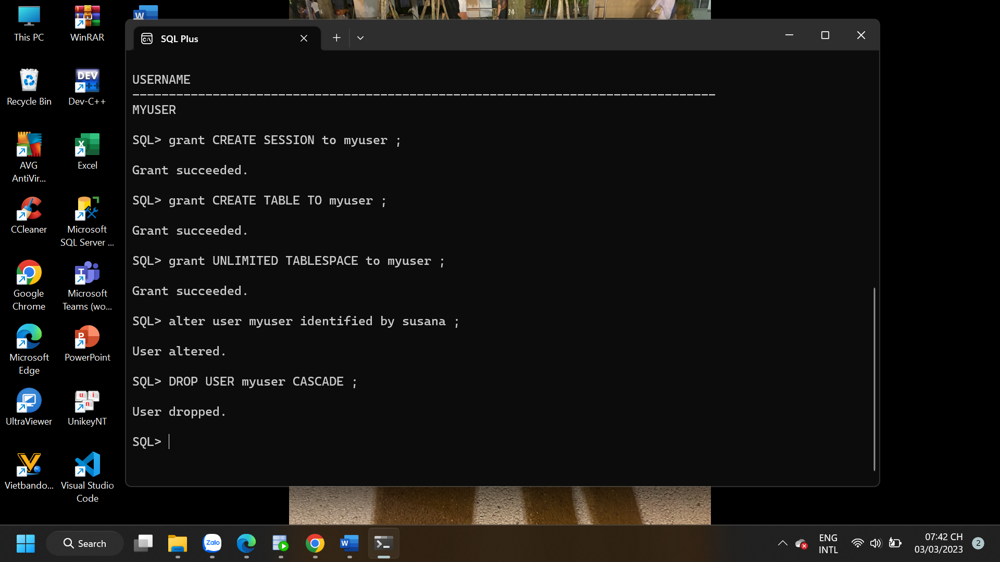 This PC
WinRAR
W
24
Recycle Bin
DEV
Dev-C++
AVG
AntiVir...
X
Excel
CCleaner
Microsoft
SQL Server ...
Google
Chrome
T
Microsoft
Teams (wo...
Microsoft
Edge
P
PowerPoint
UltraViewer
u i
n
UnikeyNT
Vietbando...
Visual Studio
Code
SQL Plus
USERNAME
--------------------------------------------------------------------------------
MYUSER
SQL> grant CREATE SESSION to myuser ;
Grant succeeded.
SQL> grant CREATE TABLE TO myuser ;
Grant succeeded.
SQL> grant UNLIMITED TABLESPACE to myuser ;
Grant succeeded.
SQL> alter user myuser identified by susana ;
User altered.
SQL> DROP USER myuser CASCADE ;
User dropped.
SQL>
Search
Zalo
W
ENG
INTL
07:42 CH
03/03/2023
2